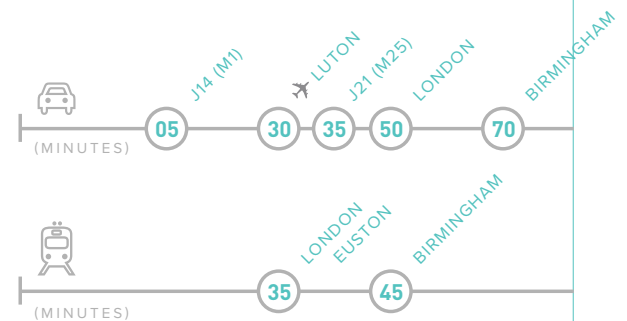 J14 (M1)
LUTON
J21 (M25)
LONDON
BIRMINGHAM
05
30
35
50
70
(MINUTES)
LONDON
EUSTON
BIRMINGHAM
35
45
(MINUTES)